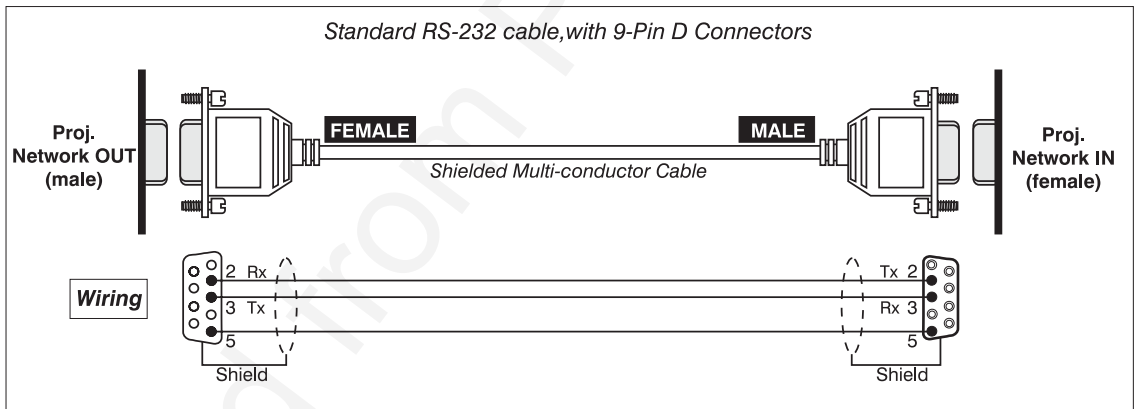 Standard RS-232 cable,with 9-Pin D Connectors
Proj.
Network OUT
(male)
FEMALE
MALE
Shielded Multi-conductor Cable
Proj.
Network IN
(female)
Wiring
2 Rx
3 Tx
5
Shield
Tx 2
Rx 3
5
Shield